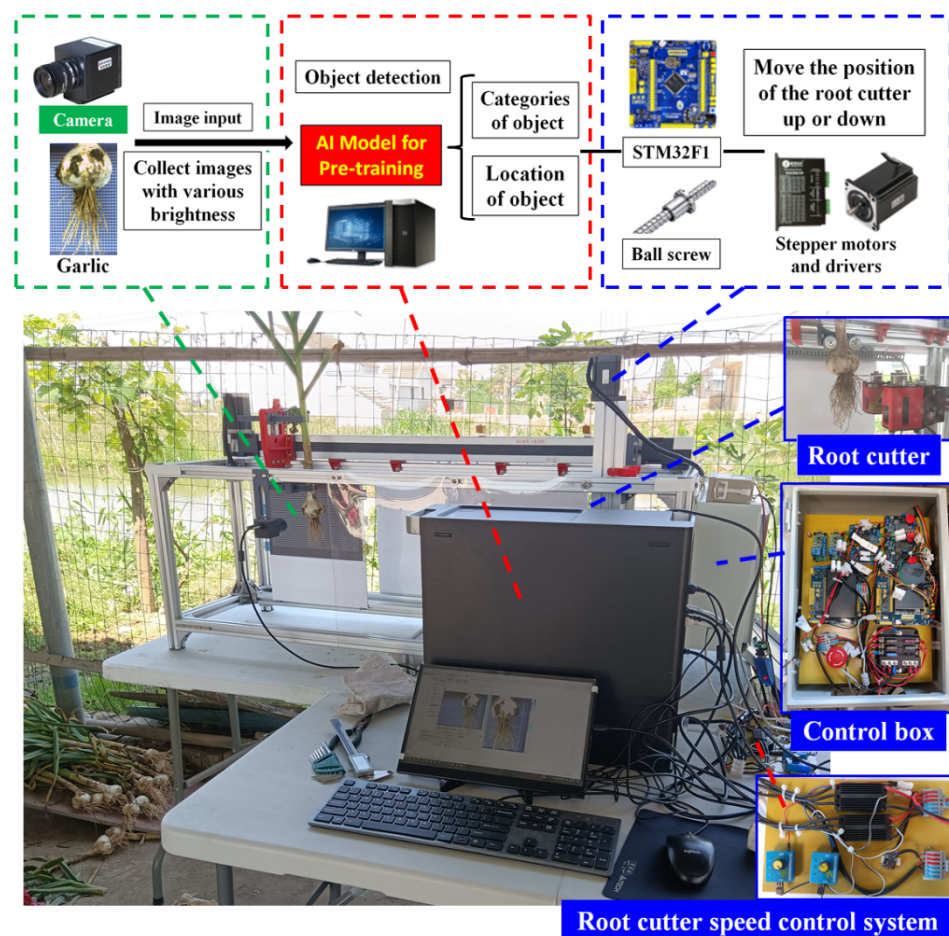 Camera
Image input
Collect images
with various
brightness
Garlic
Object detection
AI Model for
Pre-training
Categories
of object
Location
of object
STM32F1
Ball screw
Move the position
of the root cutter
up or down
Stepper motors
and drivers
Root cutter
Control box
Root cutter speed control system